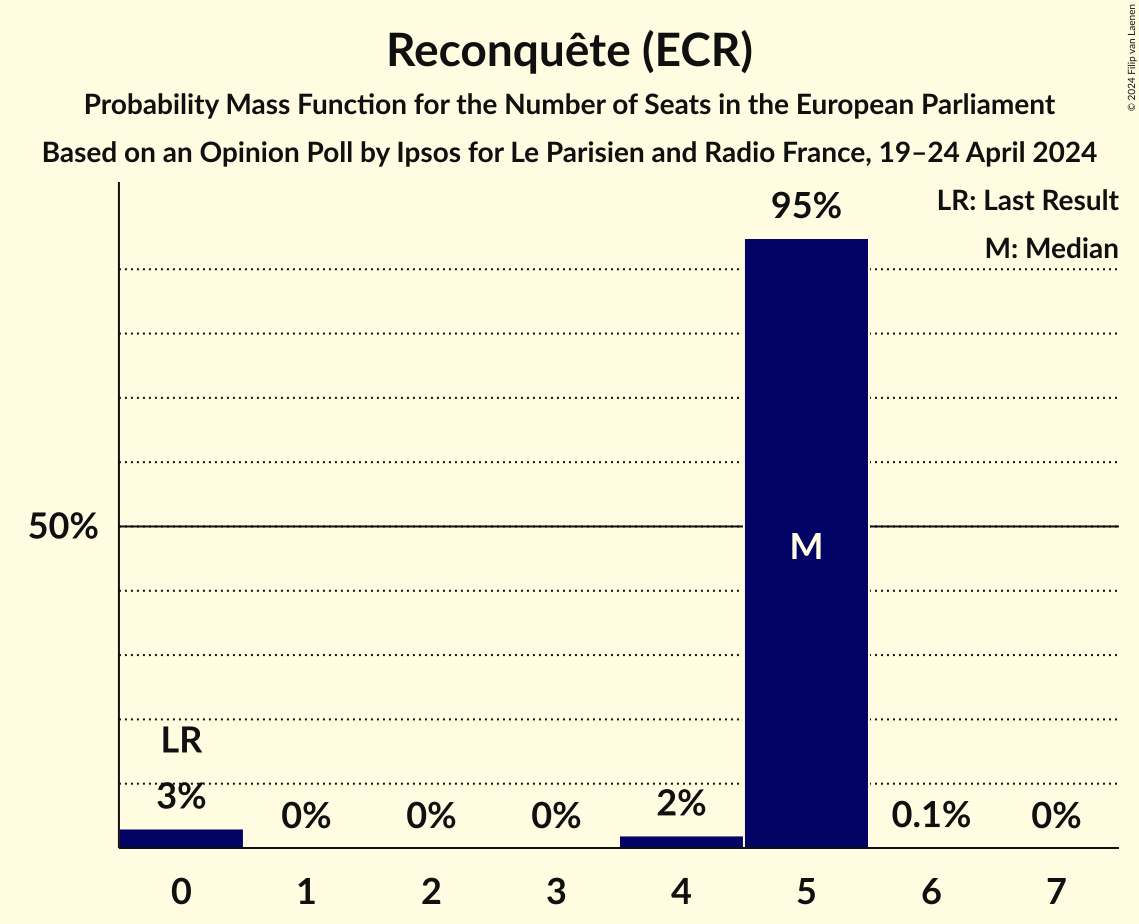 Reconquête (ECR)
Probability Mass Function for the Number of Seats in the European Parliament
Based on an Opinion Poll by Ipsos for Le Parisien and Radio France, 19–24 April 2024
© 2024 Filip van Laenen
LR: Last Result
M: Median
95%
50%
M
LR
3%
0%
0%
0%
2%
0.1%
0%
0 1 2 3 4 5 6 7